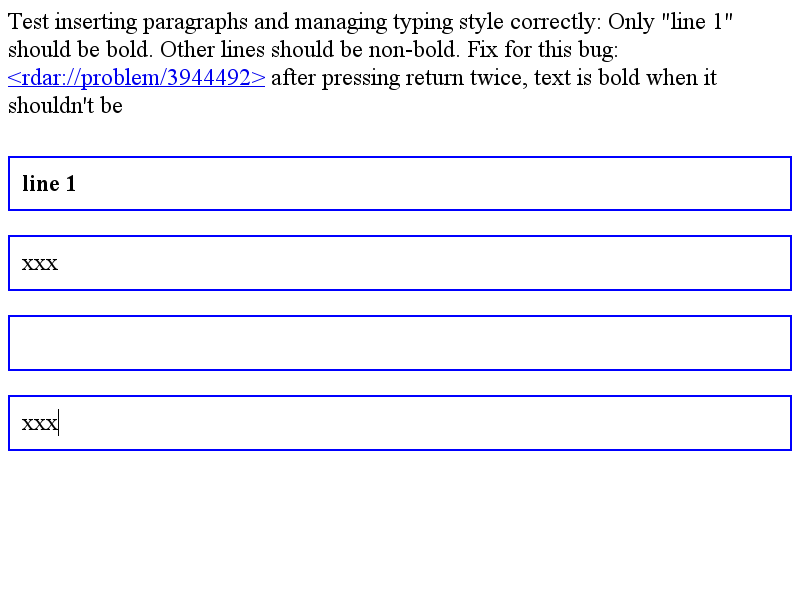 Test inserting paragraphs and managing typing style correctly: Only "line 1"
should be bold. Other lines should be non-bold. Fix for this bug:
<rdar://problem/3944492> after pressing return twice, text is bold when it
shouldn't be
line 1
xxx
xxx